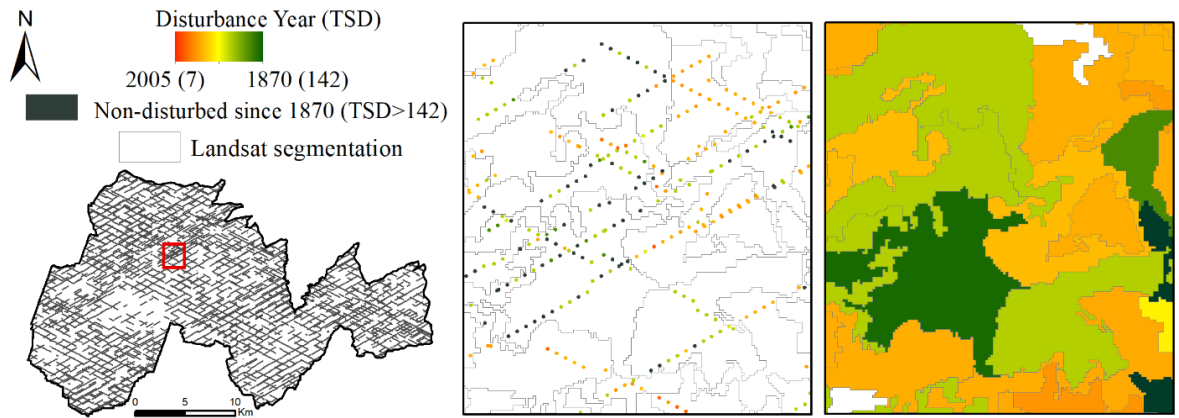 N
Disturbance Year (TSD)
2005 (7) 1870 (142)
Non-disturbed since 1870 (TSD>142)
Landsat segmentation
0 5 10
Km